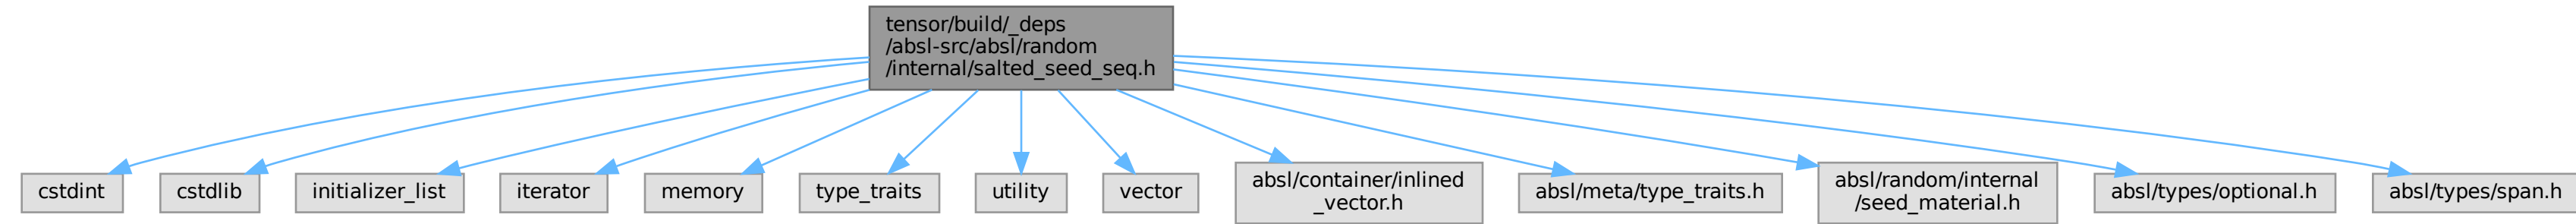 tensor/build/_deps
/absl-src/absl/random
/internal/salted_seed_seq.h
cstdint
cstdlib
initializer_list
iterator
memory
type_traits
utility
vector
absl/container/inlined
_vector.h
absl/meta/type_traits.h
absl/random/internal
/seed_material.h
absl/types/optional.h
absl/types/span.h